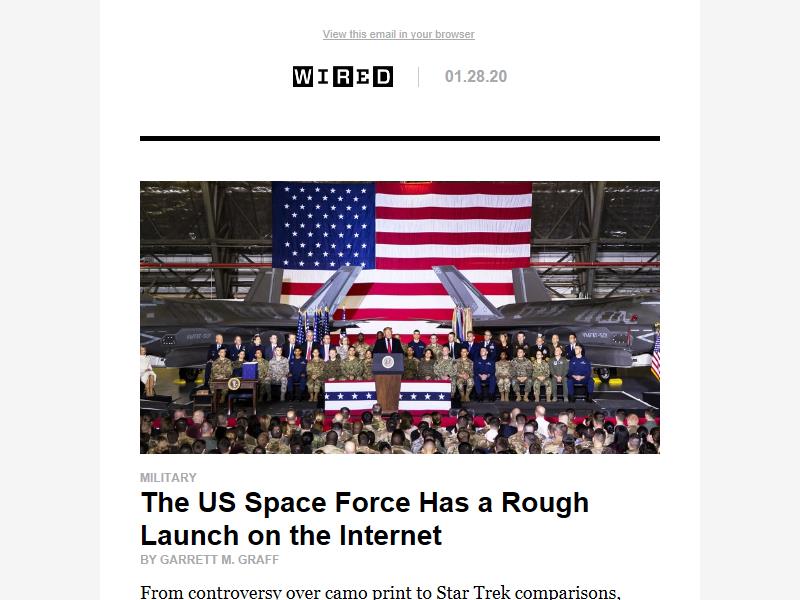 View this email in your browser
WIRED
01.28.20
MILITARY
The US Space Force Has a Rough
Launch on the Internet
BY GARRETT M. GRAFF
From controversy over camo print to Star Trek comparisons,